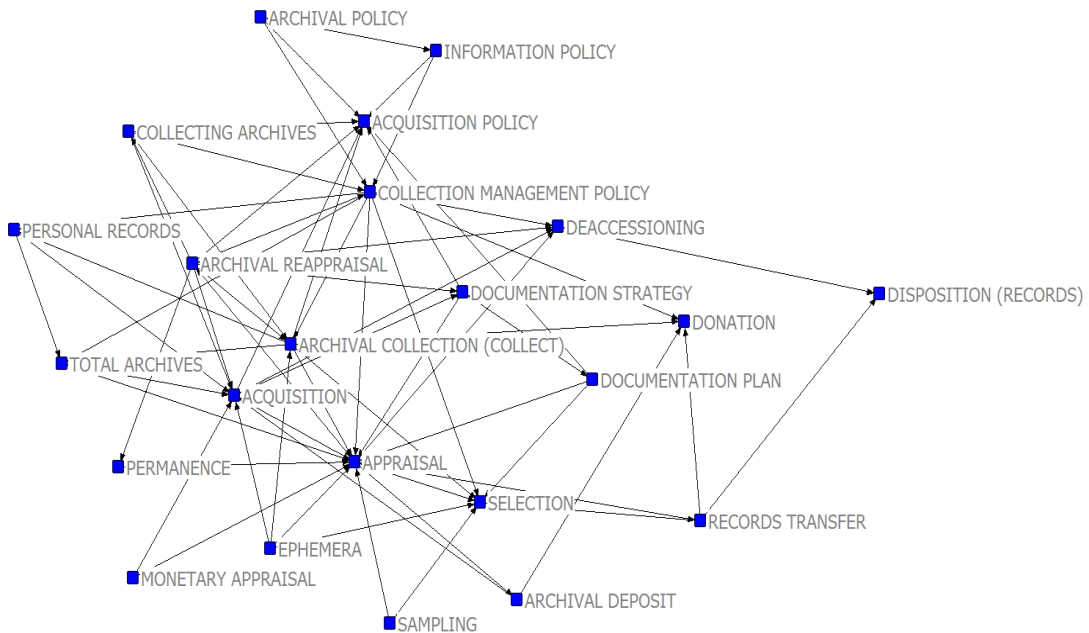 ARCHIVAL POLICY
INFORMATION POLICY
ACQUISITION POLICY
COLLECTING ARCHIVES
COLLECTION MANAGEMENT POLICY
DEACCESSIONING
PERSONAL RECORDS
ARCHIVAL REAPPRAISAL
DOCUMENTATION STRATEGY
DISPOSITION (RECORDS)
DONATION
ARCHIVAL COLLECTION (COLLECT)
TOTAL ARCHIVES
DOCUMENTATION PLAN
ACQUISITION
APPRAISAL
PERMANENCE
SELECTION
RECORDS TRANSFER
EPHEMERA
MONETARY APPRAISAL
ARCHIVAL DEPOSIT
SAMPLING